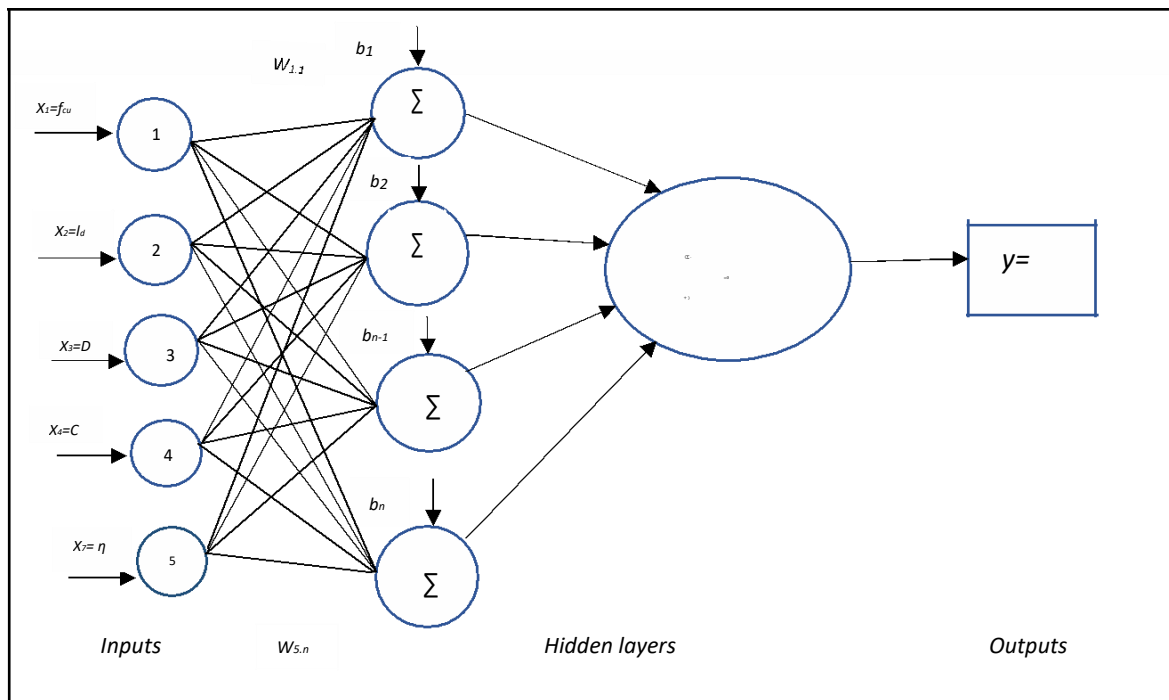 b1
W1.1
∑
X1=fcu
1
b2
∑
X2=ld
2
y=
bn-1
X3=D
3
∑
X4=C
4
bn
X7= η
5
∑
Inputs
W5.n
Hidden layers
Outputs